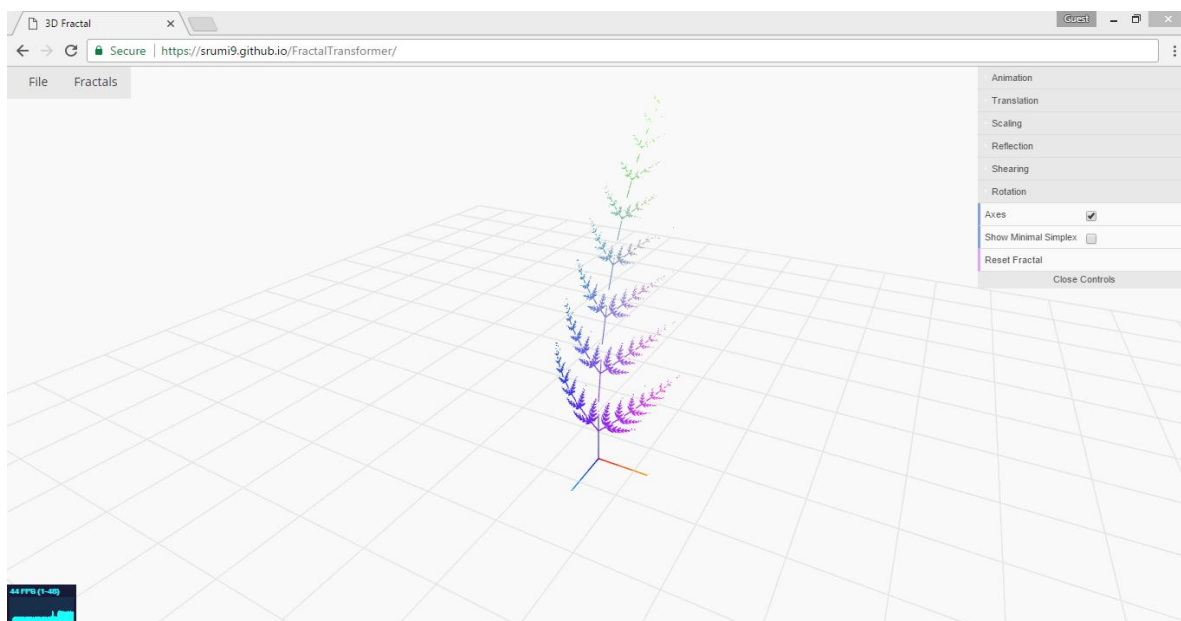 3D Fractal
Guest
Secure | https://srumi9.github.io/FractalTransformer/
File Fractals
Animation
Translation
Scaling
Reflection
Shearing
Rotation
Axes
Show Minimal Simplex
Reset Fractal
Close Controls
44 FPS (1-46)